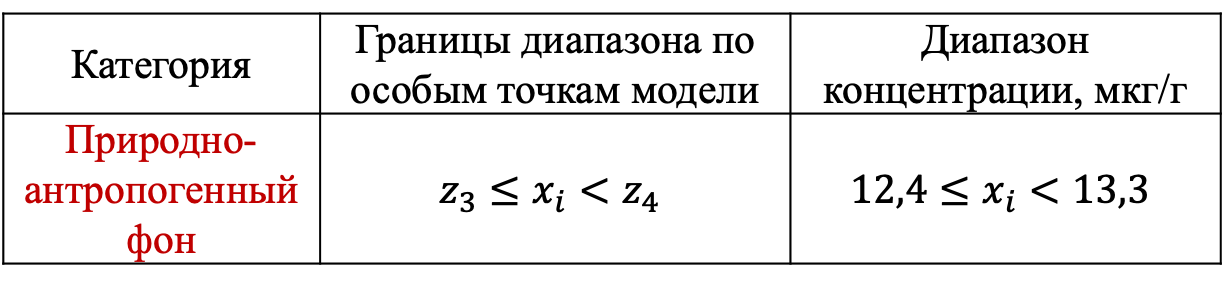 Категория
Границы диапазона по
особым точкам модели
Диапазон
концентрации, мкг/г
Природно-
антропогенный
фон
z₃ ≤ xᵢ < z₄
12,4 ≤ xᵢ < 13,3